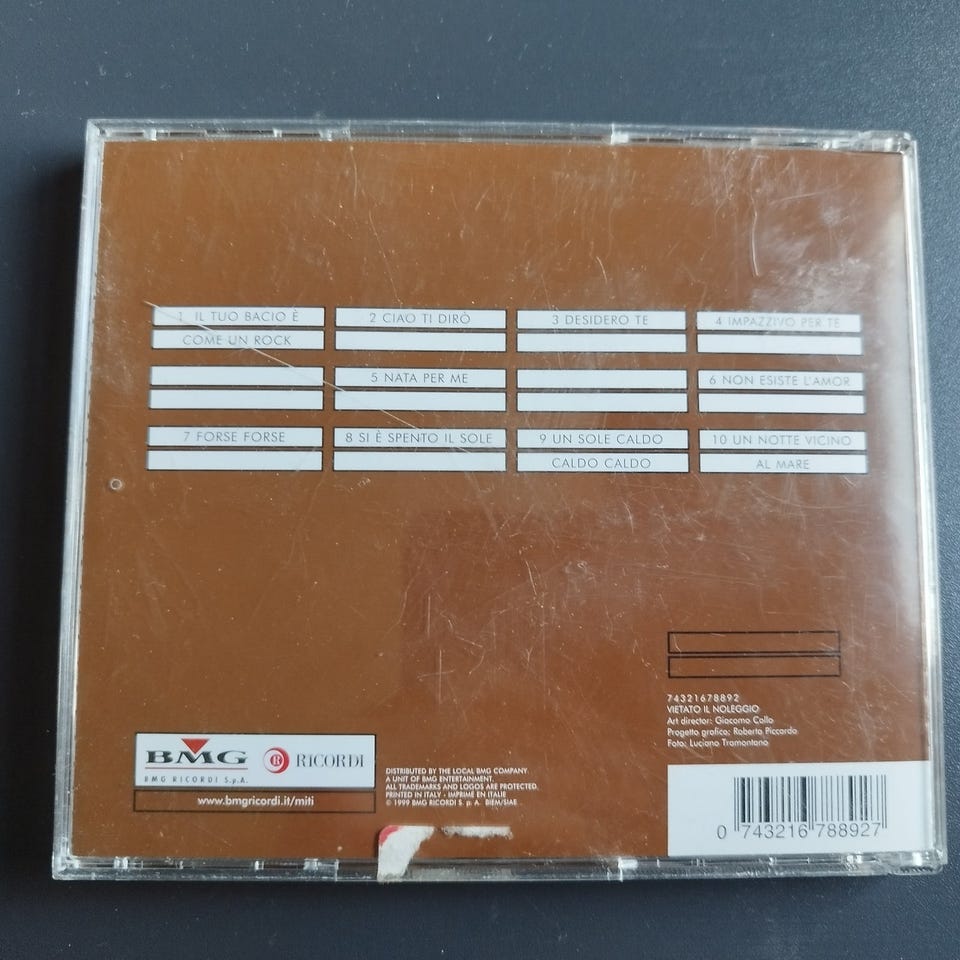 1 IL TUO BACIO È
COME UN ROCK
2 CIAO TI DIRÒ
3 DESIDERO TE
4 IMPAZZIVO PER TE
5 NATA PER ME
6 NON ESISTE L'AMOR
7 FORSE FORSE
8 SI È SPENTO IL SOLE
9 UN SOLE CALDO
CALDO CALDO
10 UN NOTTE VICINO
AL MARE
74321678892
VIETATO IL NOLEGGIO
Art director: Giacomo Callo
Progetto grafico: Roberto Piccardo
Foto: Luciano Tramontano
BMG
BMG RICORDI S.p.A.
R RICORDI
www.bmgricordi.it/miti
DISTRIBUTED BY THE LOCAL BMG COMPANY
A UNIT OF BMG ENTERTAINMENT.
ALL TRADEMARKS AND LOGOS ARE PROTECTED.
PRINTED IN ITALY - IMPRIMÉ EN ITALIE
© 1999 BMG RICORDI S. p. A. BIEM/SIAE
0 743216 788927